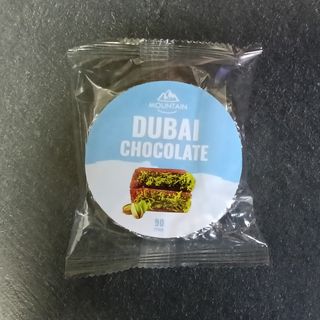 MOUNTAIN
DUBAI
CHOCOLATE
90